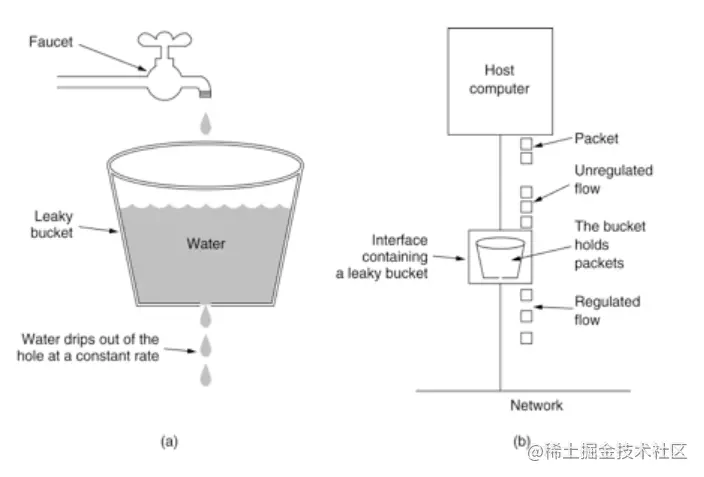 Faucet
Leaky
bucket
Water
Water drips out of the
hole at a constant rate
(a)
Host
computer
Packet
Unregulated
flow
The bucket
holds
packets
Interface
containing
a leaky bucket
Regulated
flow
Network
(b)
@稀土掘金技术社区